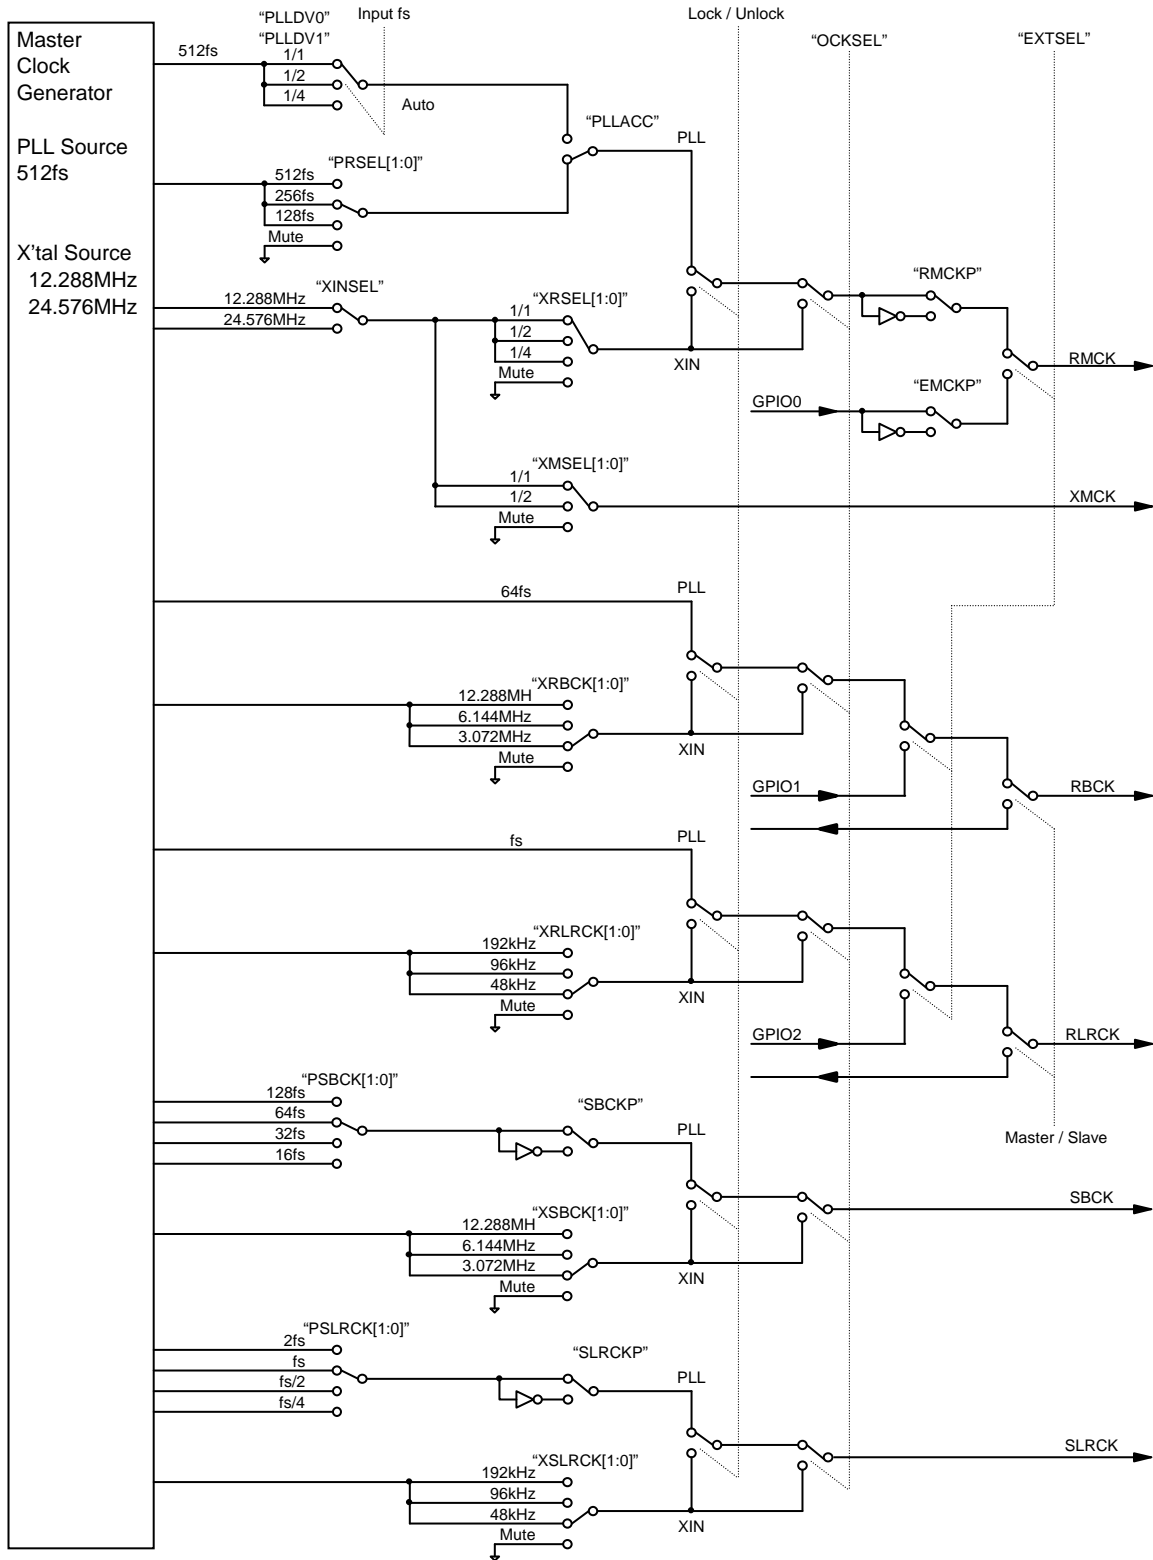 “PLLDV0”
Input fs
Lock / Unlock
“PLLDV1”
“OCKSEL”
“EXTSEL”
Master
Clock
Generator
PLL Source
512fs
X’tal Source
12.288MHz
24.576MHz
512fs
1/1
1/2
1/4
Auto
“PLLACC”
PLL
“PRSEL[1:0]”
512fs
256fs
128fs
Mute
“XINSEL”
12.288MHz
24.576MHz
“XRSEL[1:0]”
1/1
1/2
1/4
Mute
XIN
“RMCKP”
RMCK
GPIO0
“EMCKP”
“XMSEL[1:0]”
1/1
1/2
Mute
XMCK
64fs
PLL
“XRBCK[1:0]”
12.288MH
6.144MHz
3.072MHz
Mute
XIN
GPIO1
RBCK
fs
PLL
“XRLRCK[1:0]”
192kHz
96kHz
48kHz
Mute
XIN
GPIO2
RLRCK
“PSBCK[1:0]”
128fs
64fs
32fs
16fs
“SBCKP”
PLL
Master / Slave
“XSBCK[1:0]”
12.288MH
6.144MHz
3.072MHz
Mute
XIN
SBCK
“PSLRCK[1:0]”
2fs
fs
fs/2
fs/4
“SLRCKP”
PLL
“XSLRCK[1:0]”
192kHz
96kHz
48kHz
Mute
XIN
SLRCK